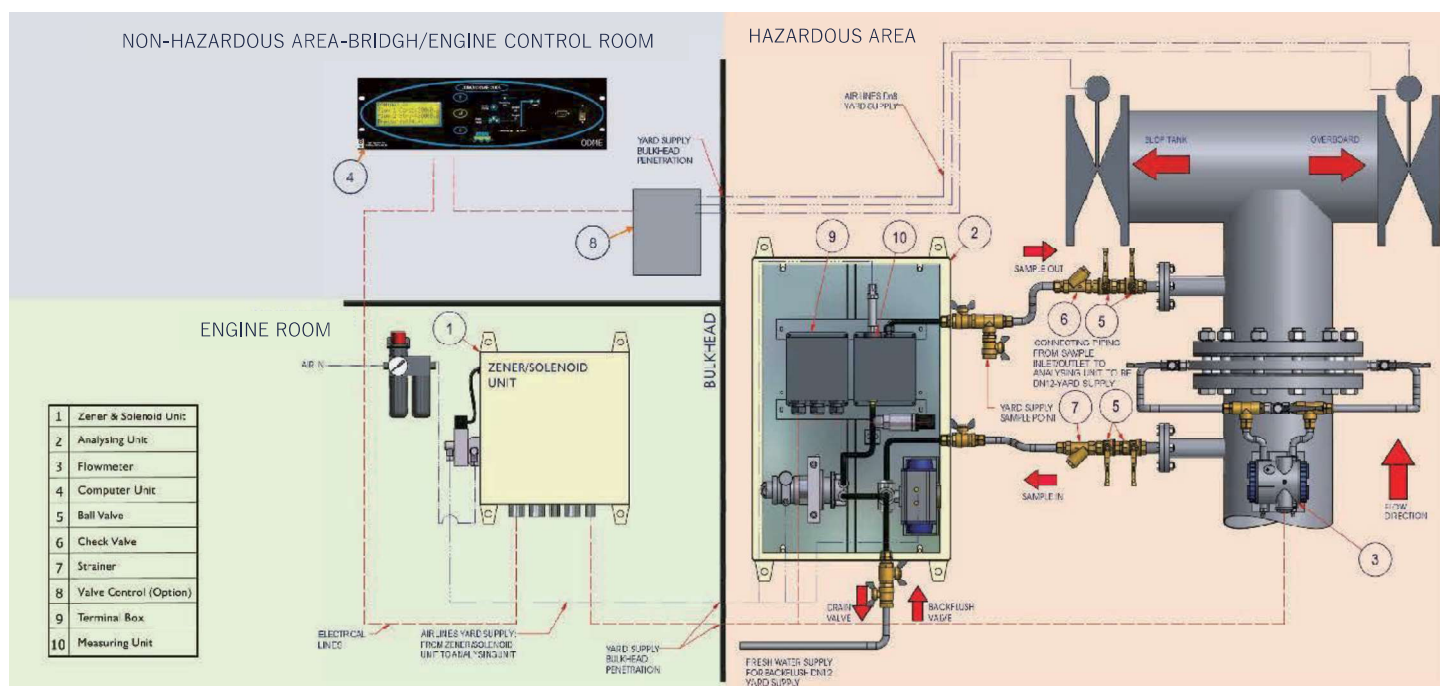 NON-HAZARDOUS AREA-BRIDGH/ENGINE CONTROL ROOM
HAZARDOUS AREA
AIR LINES Dn8
YARD SUPPLY
YARD SUPPLY
BULKHEAD
PENETRATION
ODME
4
8
SLOP TANK
OVERBOARD
9
10
2
SAMPLE OUT
6
5
CONNECTING PIPING
FROM SAMPLE
INLET/OUTLET TO
ANALYSING UNIT TO BE
DN12-YARD SUPPLY
ENGINE ROOM
BULKHEAD
1
AIR IN
ZENER/SOLENOID
UNIT
YARD SUPPLY
SAMPLE POINT
7
5
SAMPLE IN
FLOW
DIRECTION
3
1 Zener & Solenoid Unit
2 Analysing Unit
3 Flowmeter
4 Computer Unit
5 Ball Valve
6 Check Valve
7 Strainer
8 Valve Control (Option)
9 Terminal Box
10 Measuring Unit
DRAIN
VALVE
BACKFLUSH
VALVE
ELECTRICAL
LINES
AIR LINES YARD SUPPLY:
FROM ZENER/SOLENOID
UNIT TO ANALYSING UNIT
YARD SUPPLY
BULKHEAD
PENETRATION
FRESH WATER SUPPLY
FOR BACKFLUSH DN12
YARD SUPPLY